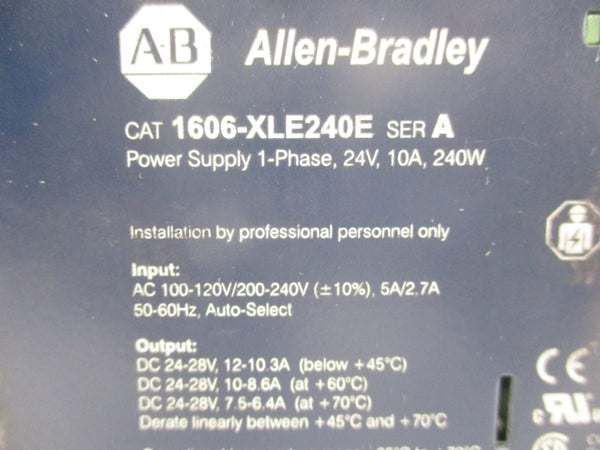 A-B Allen-Bradley
CAT 1606-XLE240E SER A
Power Supply 1-Phase, 24V, 10A, 240W
Installation by professional personnel only
Input:
AC 100-120V/200-240V (±10%), 5A/2.7A
50-60Hz, Auto-Select
Output:
DC 24-28V, 12-10.3A (below +45°C)
DC 24-28V, 10-8.6A (at +60°C)
DC 24-28V, 7.5-6.4A (at +70°C)
Derate linearly between +45°C and +70°C
CE
c RU us